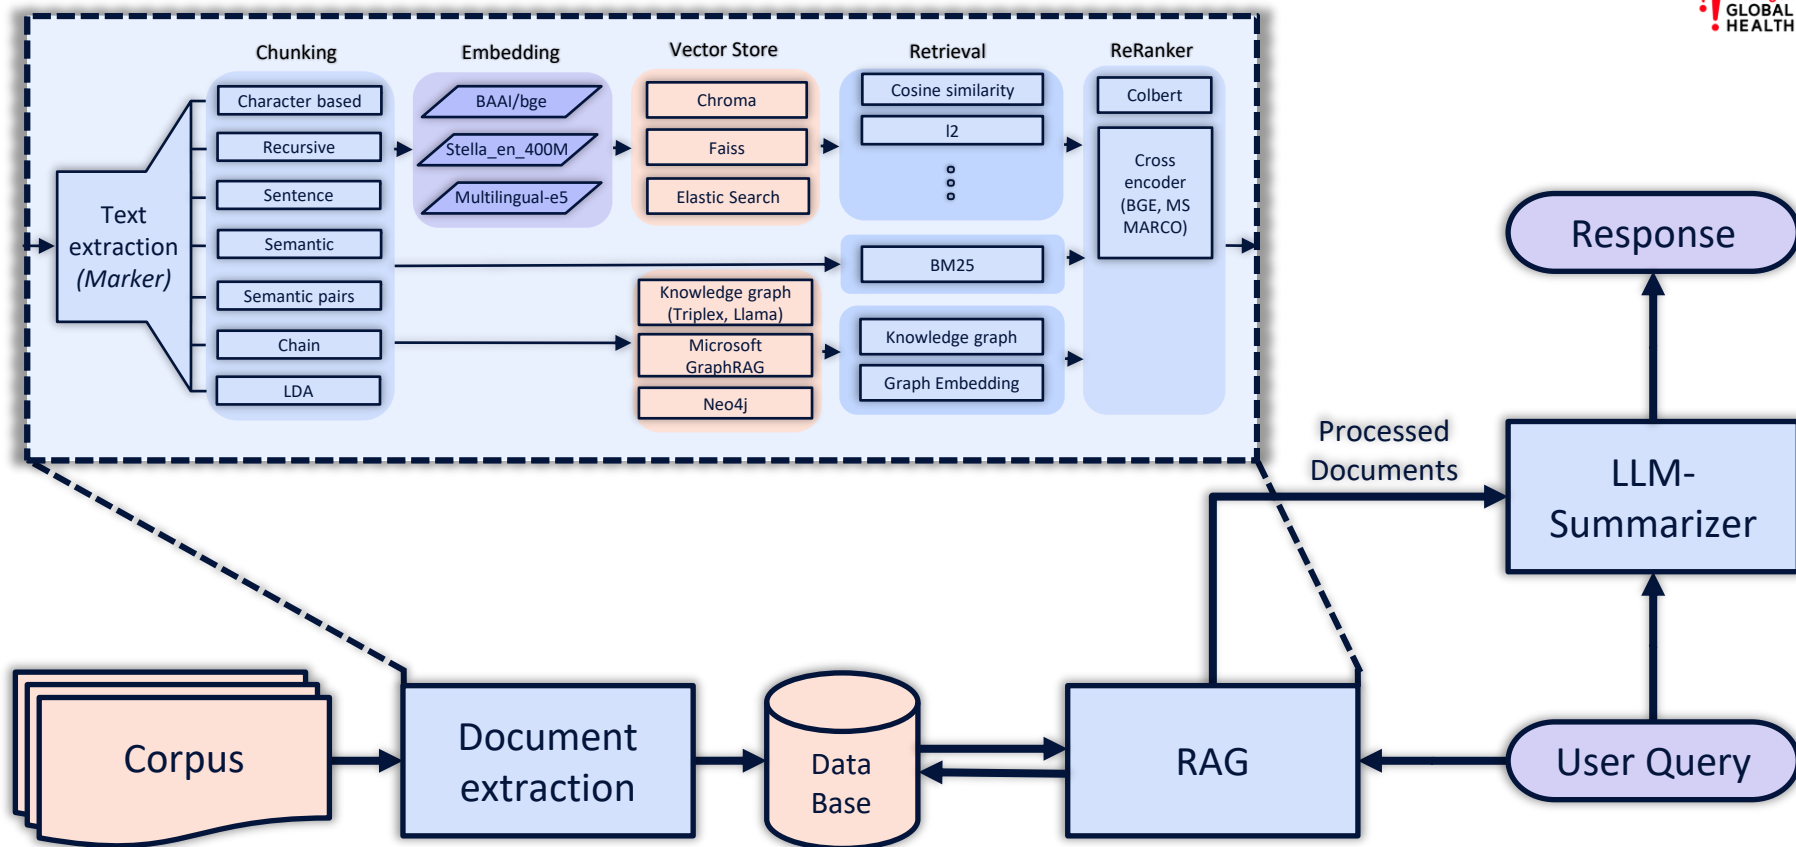 GLOBAL
HEALTH
Chunking
Embedding
Vector Store
Retrieval
ReRanker
Character based
Recursive
Sentence
Semantic
Semantic pairs
Chain
LDA
Text
extraction
(Marker)
BAAI/bge
Stella_en_400M
Multilingual-e5
Chroma
Faiss
Elastic Search
Knowledge graph
(Triplex, Llama)
Microsoft
GraphRAG
Neo4j
Cosine similarity
l2
BM25
Knowledge graph
Graph Embedding
Colbert
Cross
encoder
(BGE, MS
MARCO)
Response
Processed
Documents
LLM-
Summarizer
Corpus
Document
extraction
Data
Base
RAG
User Query